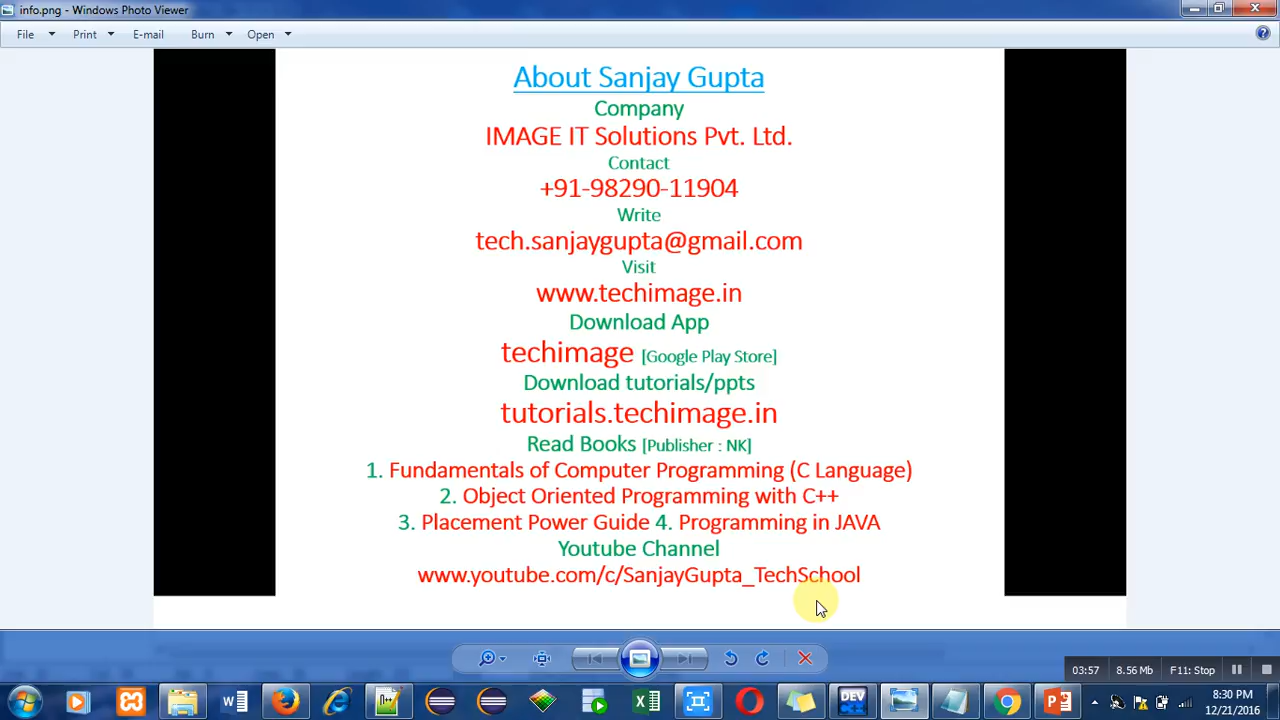 info.png - Windows Photo Viewer
File Print E-mail Burn Open
About Sanjay Gupta
Company
IMAGE IT Solutions Pvt. Ltd.
Contact
+91-98290-11904
Write
tech.sanjaygupta@gmail.com
Visit
www.techimage.in
Download App
techimage [Google Play Store]
Download tutorials/ppts
tutorials.techimage.in
Read Books [Publisher : NK]
1. Fundamentals of Computer Programming (C Language)
2. Object Oriented Programming with C++
3. Placement Power Guide 4. Programming in JAVA
Youtube Channel
www.youtube.com/c/SanjayGupta_TechSchool
03:57 8.56 Mb F11: Stop
DEV
8:30 PM
12/21/2016